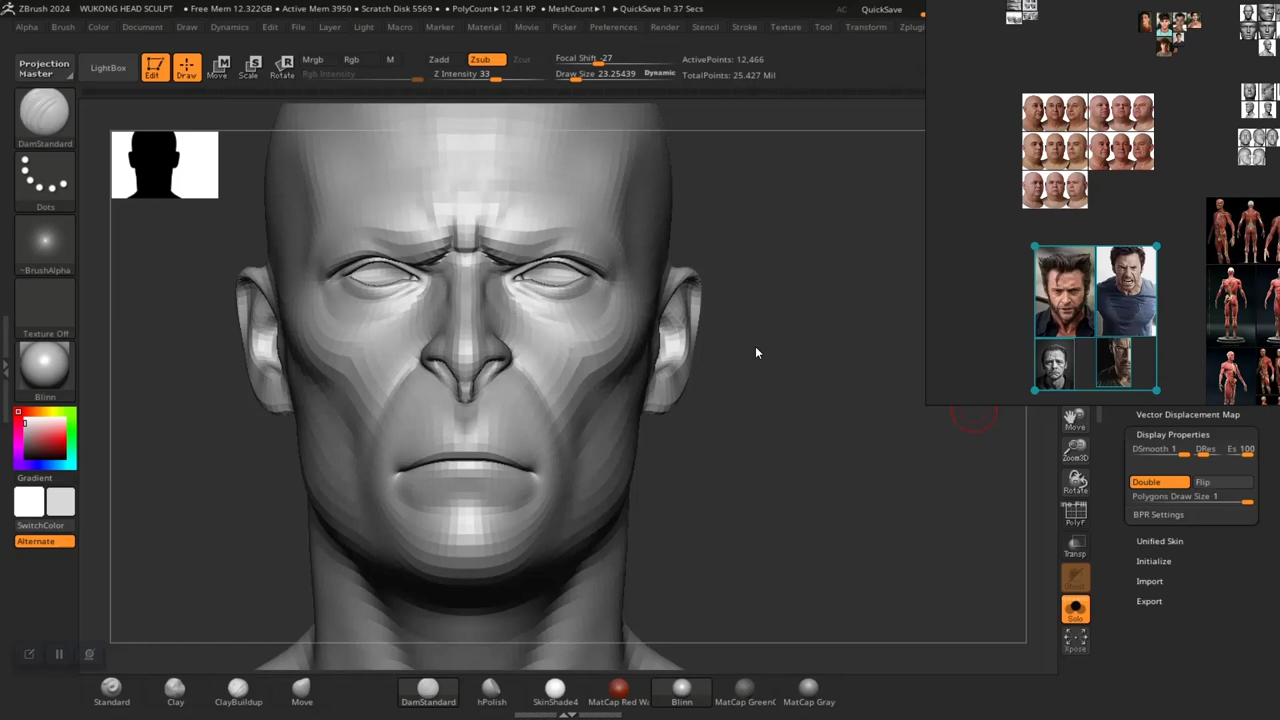 ZBrush 2024 WUKONG HEAD SCULPT • Free Mem 12.322GB • Active Mem 3950 • Scratch Disk 5569 • PolyCount▸ 12.41 KP • MeshCount▸ 1 ▸QuickSave In 37 Secs AC QuickSave
Alpha Brush Color Document Draw Dynamics Edit File Layer Light Macro Marker Material Movie Picker Preferences Render Stencil Stroke Texture Tool Transform Zplugin
Projection Master
LightBox
Edit
Draw
Move
Scale
Rotate
Mrgb Rgb M
Rgb Intensity
Zadd Zsub Zcut
Z Intensity 33
Focal Shift -27
Draw Size 23.25439 Dynamic
ActivePoints: 12,466
TotalPoints: 25.427 Mil
DamStandard
Dots
~BrushAlpha
Texture Off
Blinn
Gradient
SwitchColor
Alternate
Move
Zoom3D
Rotate
PolyF
Transp
Ghost
Solo
Xpose
Vector Displacement Map
Display Properties
DSmooth 1 DRes Es 100
Double Flip
Polygons Draw Size 1
BPR Settings
Unified Skin
Initialize
Import
Export
Standard Clay ClayBuildup Move DamStandard hPolish SkinShade4 MatCap Red Wa Blinn MatCap GreenC MatCap Gray